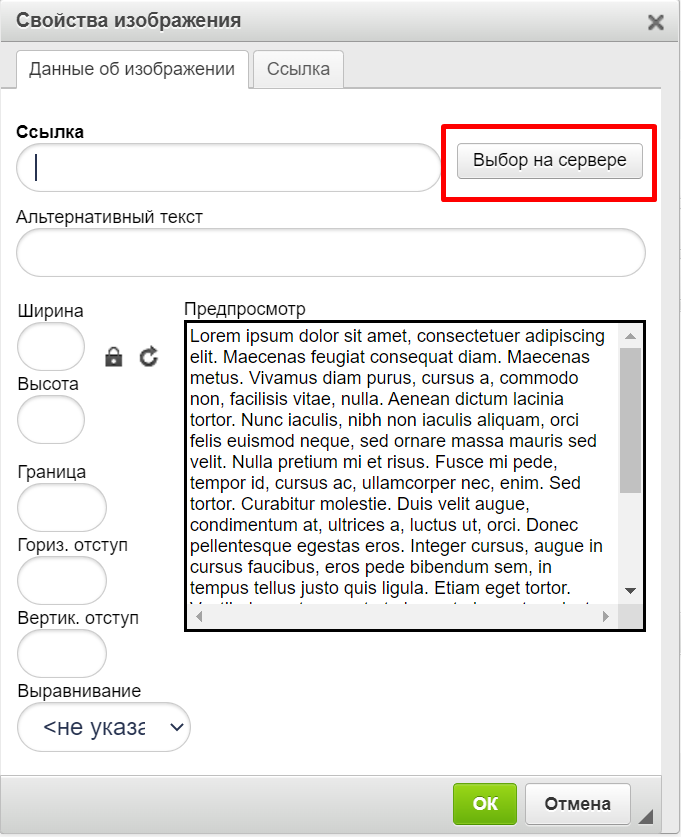 Свойства изображения
Данные об изображении
Ссылка
Ссылка
Выбор на сервере
Альтернативный текст
Ширина
Высота
Граница
Гориз. отступ
Вертик. отступ
Выравнивание
<не указа
Предпросмотр
Lorem ipsum dolor sit amet, consectetuer adipiscing
elit. Maecenas feugiat consequat diam. Maecenas
metus. Vivamus diam purus, cursus a, commodo
non, facilisis vitae, nulla. Aenean dictum lacinia
tortor. Nunc iaculis, nibh non iaculis aliquam, orci
felis euismod neque, sed ornare massa mauris sed
velit. Nulla pretium mi et risus. Fusce mi pede,
tempor id, cursus ac, ullamcorper nec, enim. Sed
tortor. Curabitur molestie. Duis velit augue,
condimentum at, ultrices a, luctus ut, orci. Donec
pellentesque egestas eros. Integer cursus, augue in
cursus faucibus, eros pede bibendum sem, in
tempus tellus justo quis ligula. Etiam eget tortor.
ОК
Отмена